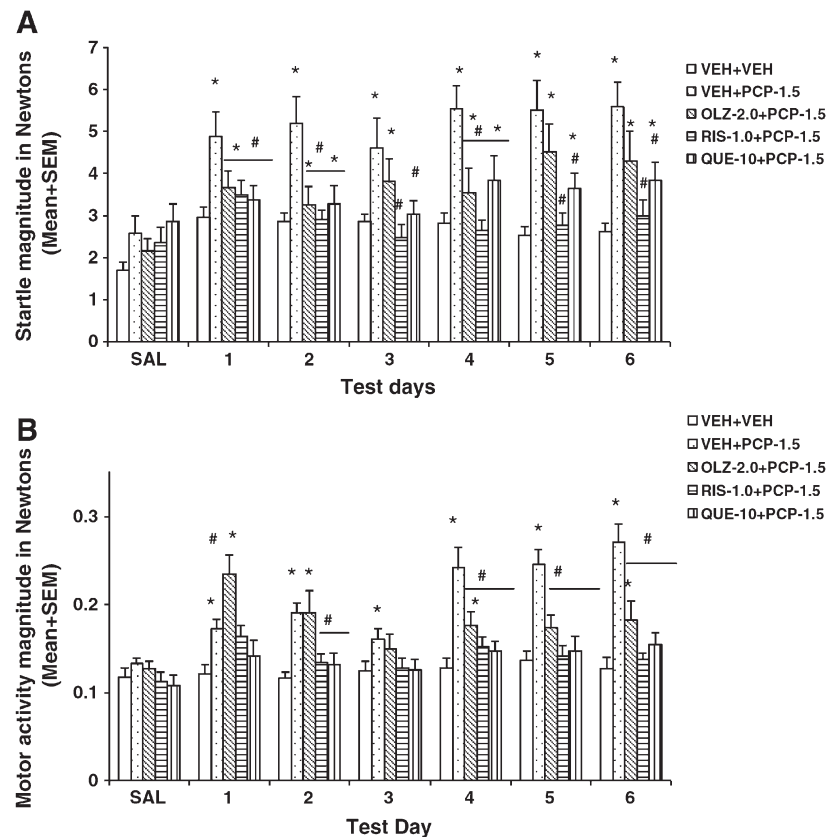 A
Startle magnitude in Newtons
(Mean+SEM)
7
6
5
4
3
2
1
0
* * * * * *
* #
#
* *
* # #
* # *
* # * #
* # * #
SAL 1 2 3 4 5 6
Test days
VEH+VEH
VEH+PCP-1.5
OLZ-2.0+PCP-1.5
RIS-1.0+PCP-1.5
QUE-10+PCP-1.5
B
Motor activity magnitude in Newtons
(Mean+SEM)
0.3
0.2
0.1
0
# *
*
* *
#
*
*
#
*
*
#
*
#
*
SAL 1 2 3 4 5 6
Test Day
VEH+VEH
VEH+PCP-1.5
OLZ-2.0+PCP-1.5
RIS-1.0+PCP-1.5
QUE-10+PCP-1.5